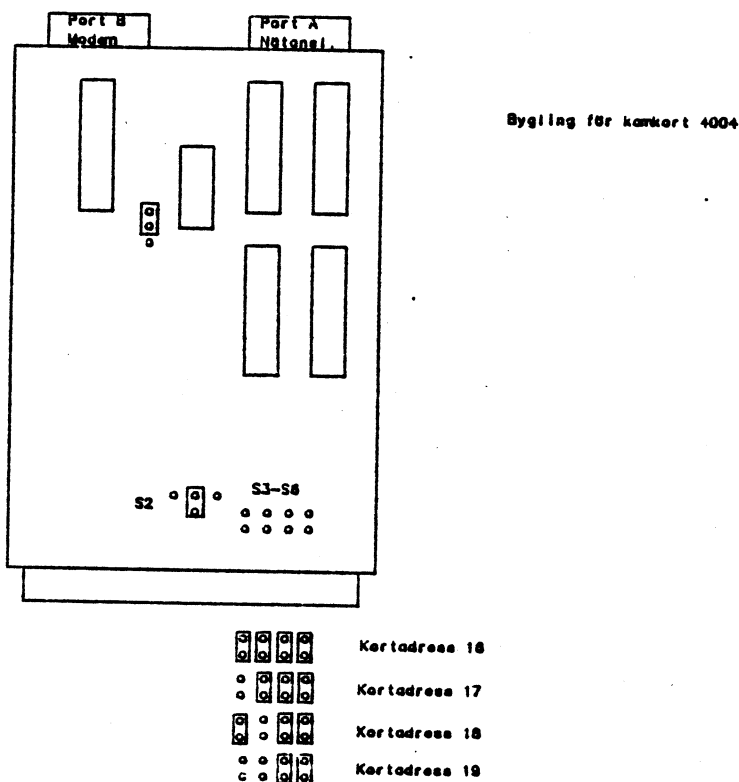 Port B
Modem
Port A
Nätansl.
Bygling för komkort 4004
S2
S3-S6
Kortadress 16
Kortadress 17
Kortadress 18
Kortadress 19